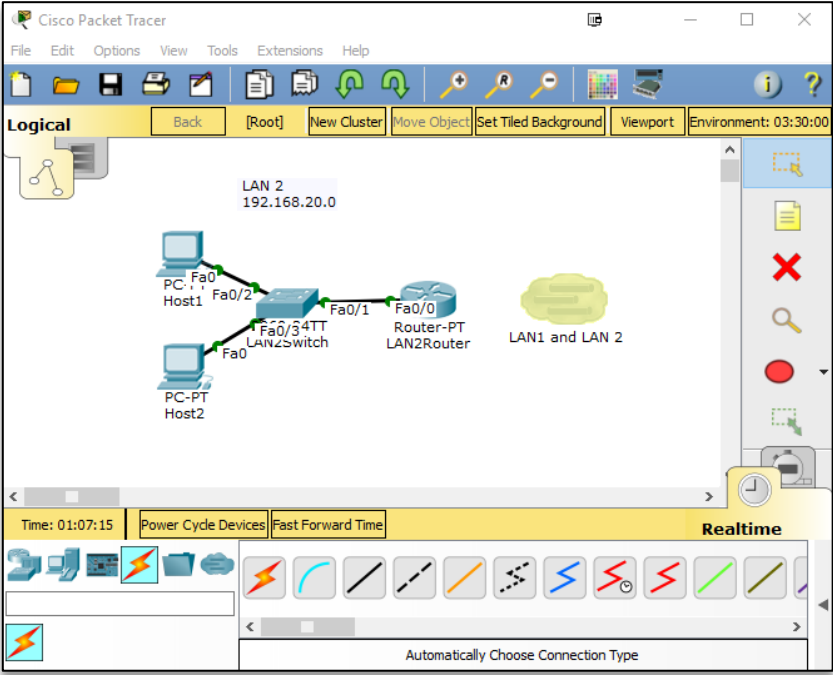 Cisco Packet Tracer
File Edit Options View Tools Extensions Help
Logical Back [Root] New Cluster Move Object Set Tiled Background Viewport Environment: 03:30:00
LAN 2
192.168.20.0
Fa0
Host1
Fa0/2
Fa0/1
Fa0/0
Fa0/3
LAN2Switch
Router-PT
LAN2Router
LAN1 and LAN 2
Fa0
PC-PT
Host2
Time: 01:07:15 Power Cycle Devices Fast Forward Time Realtime
Automatically Choose Connection Type